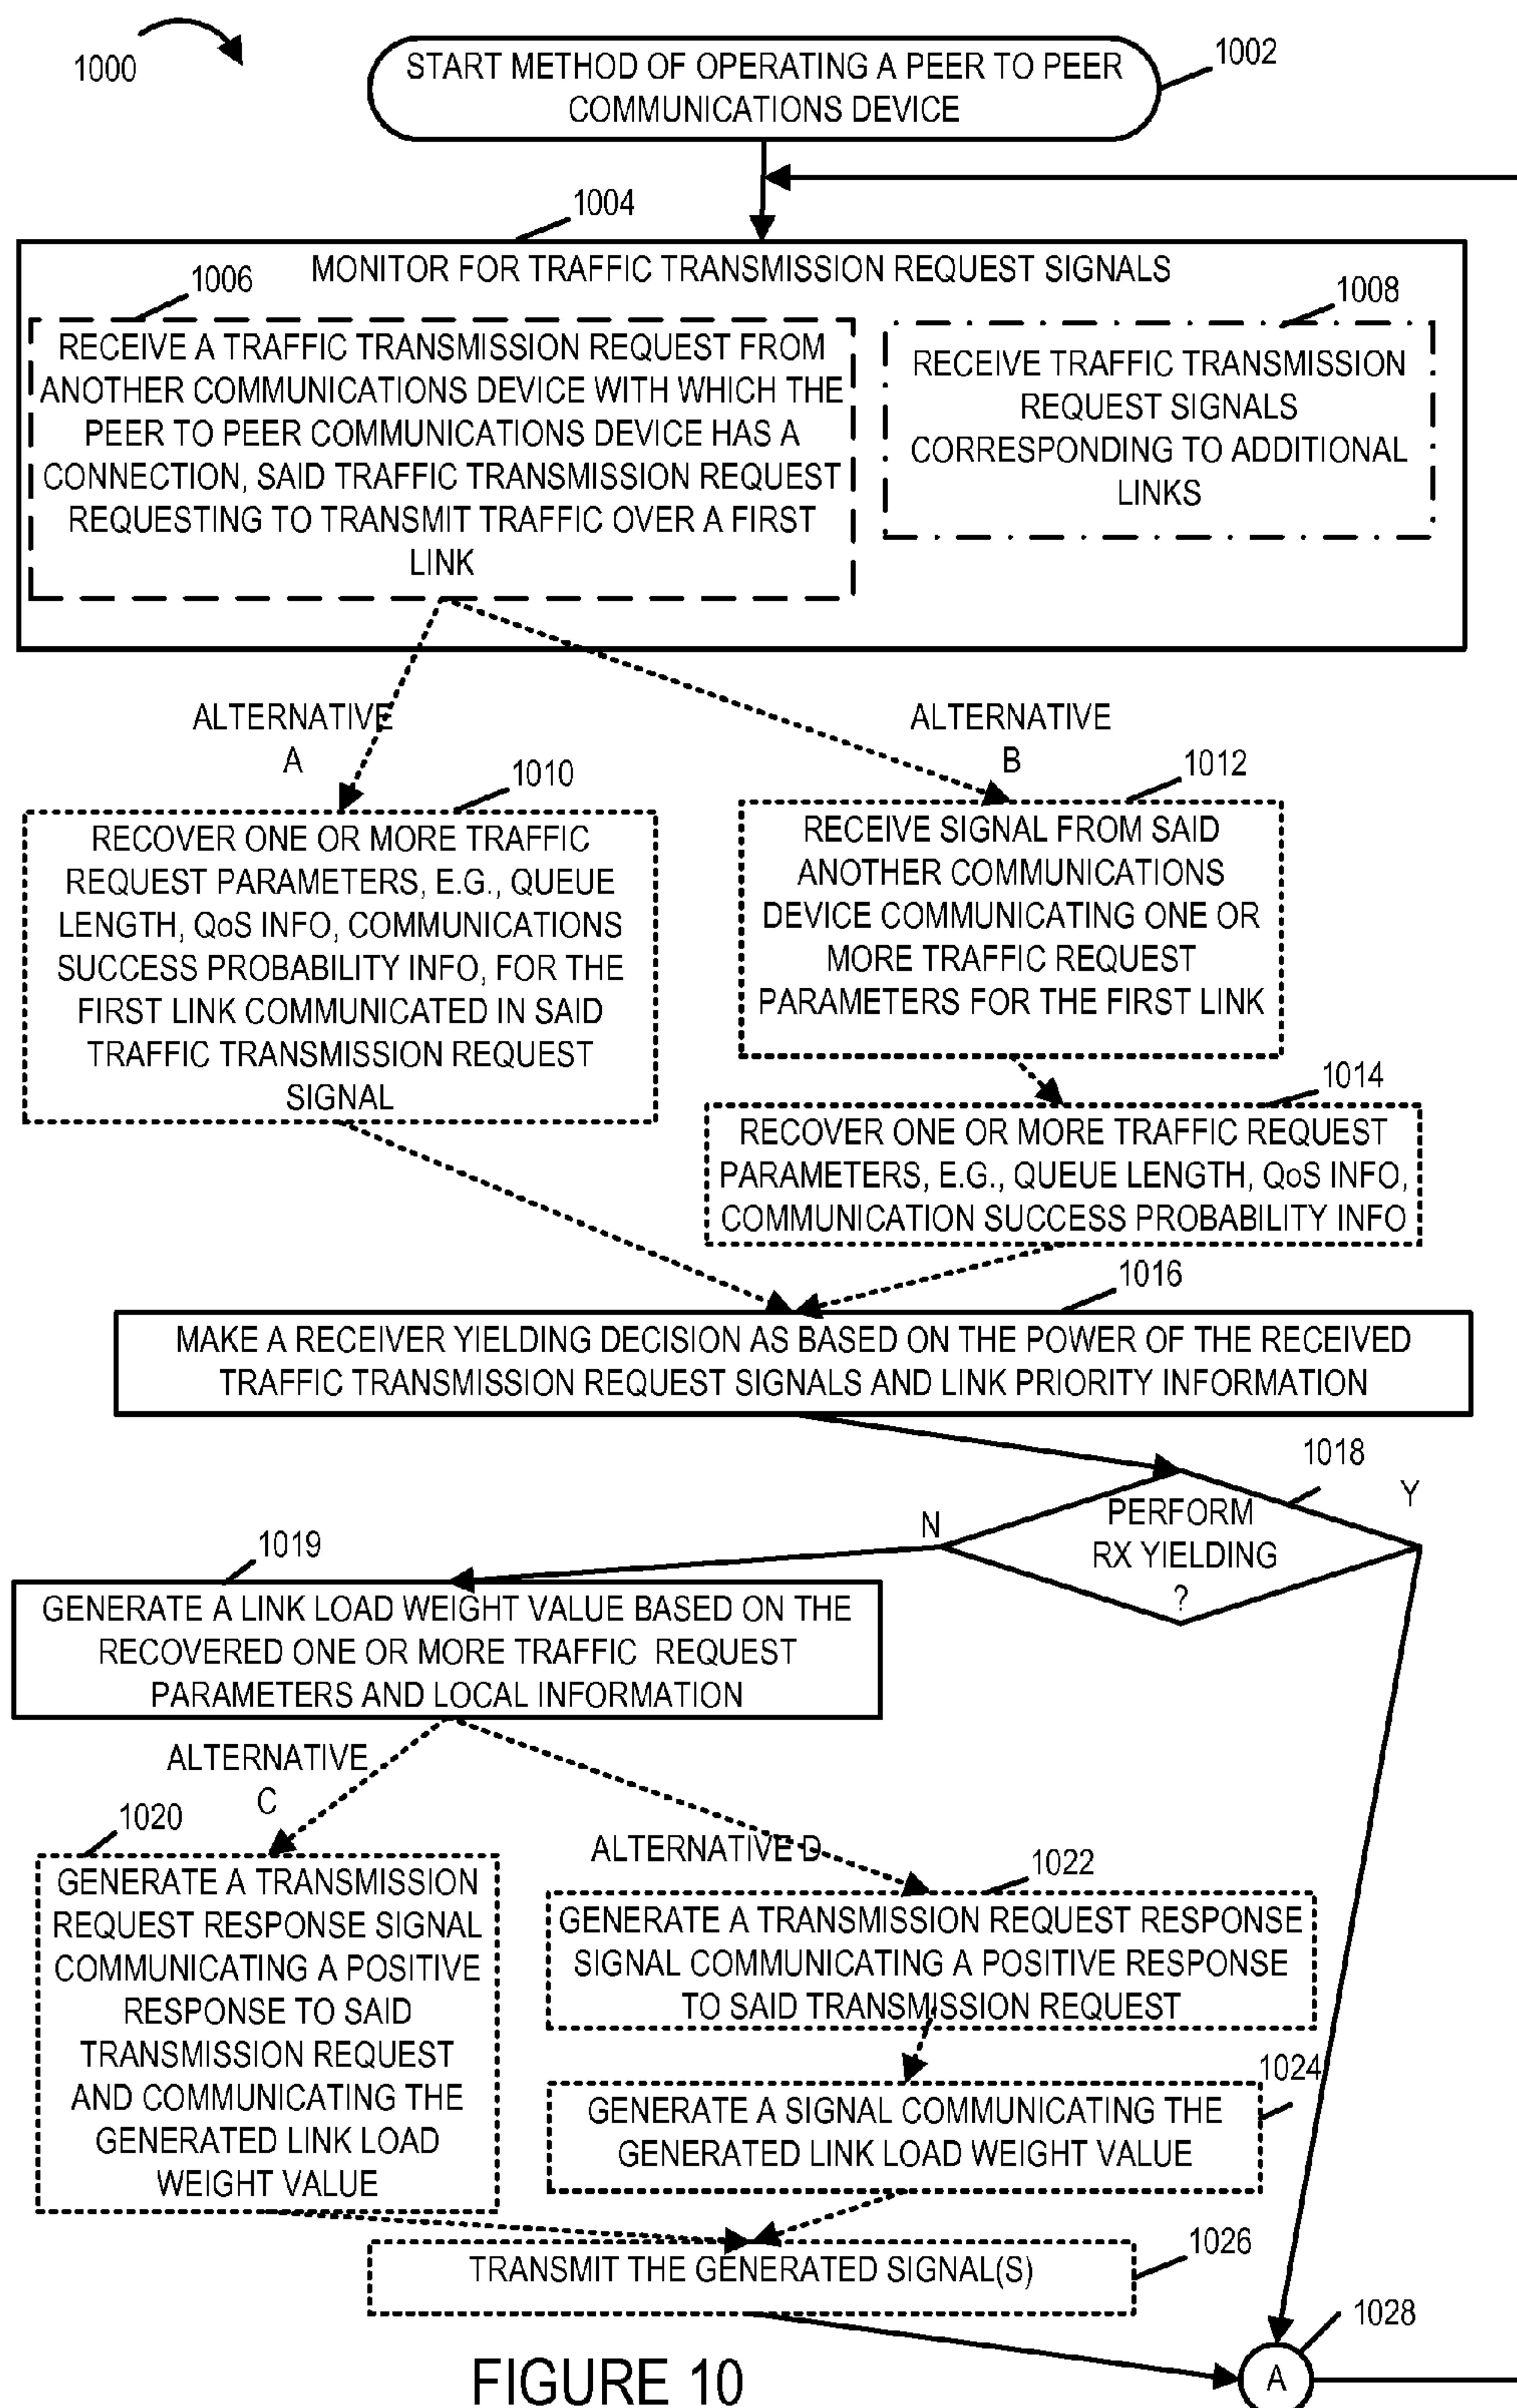 1000
START METHOD OF OPERATING A PEER TO PEER
COMMUNICATIONS DEVICE
1002
1004
MONITOR FOR TRAFFIC TRANSMISSION REQUEST SIGNALS
1006
RECEIVE A TRAFFIC TRANSMISSION REQUEST FROM
ANOTHER COMMUNICATIONS DEVICE WITH WHICH THE
PEER TO PEER COMMUNICATIONS DEVICE HAS A
CONNECTION, SAID TRAFFIC TRANSMISSION REQUEST
REQUESTING TO TRANSMIT TRAFFIC OVER A FIRST
LINK
1008
RECEIVE TRAFFIC TRANSMISSION
REQUEST SIGNALS
CORRESPONDING TO ADDITIONAL
LINKS
ALTERNATIVE
A
ALTERNATIVE
B
1010
RECOVER ONE OR MORE TRAFFIC
REQUEST PARAMETERS, E.G., QUEUE
LENGTH, QoS INFO, COMMUNICATIONS
SUCCESS PROBABILITY INFO, FOR THE
FIRST LINK COMMUNICATED IN SAID
TRAFFIC TRANSMISSION REQUEST
SIGNAL
1012
RECEIVE SIGNAL FROM SAID
ANOTHER COMMUNICATIONS
DEVICE COMMUNICATING ONE OR
MORE TRAFFIC REQUEST
PARAMETERS FOR THE FIRST LINK
1014
RECOVER ONE OR MORE TRAFFIC REQUEST
PARAMETERS, E.G., QUEUE LENGTH, QoS INFO,
COMMUNICATION SUCCESS PROBABILITY INFO
1016
MAKE A RECEIVER YIELDING DECISION AS BASED ON THE POWER OF THE RECEIVED
TRAFFIC TRANSMISSION REQUEST SIGNALS AND LINK PRIORITY INFORMATION
1018
PERFORM
RX YIELDING
?
N
Y
1019
GENERATE A LINK LOAD WEIGHT VALUE BASED ON THE
RECOVERED ONE OR MORE TRAFFIC REQUEST
PARAMETERS AND LOCAL INFORMATION
ALTERNATIVE
C
1020
GENERATE A TRANSMISSION
REQUEST RESPONSE SIGNAL
COMMUNICATING A POSITIVE
RESPONSE TO SAID
TRANSMISSION REQUEST
AND COMMUNICATING THE
GENERATED LINK LOAD
WEIGHT VALUE
ALTERNATIVE D
1022
GENERATE A TRANSMISSION REQUEST RESPONSE
SIGNAL COMMUNICATING A POSITIVE RESPONSE
TO SAID TRANSMISSION REQUEST
1024
GENERATE A SIGNAL COMMUNICATING THE
GENERATED LINK LOAD WEIGHT VALUE
1026
TRANSMIT THE GENERATED SIGNAL(S)
1028
A
FIGURE 10